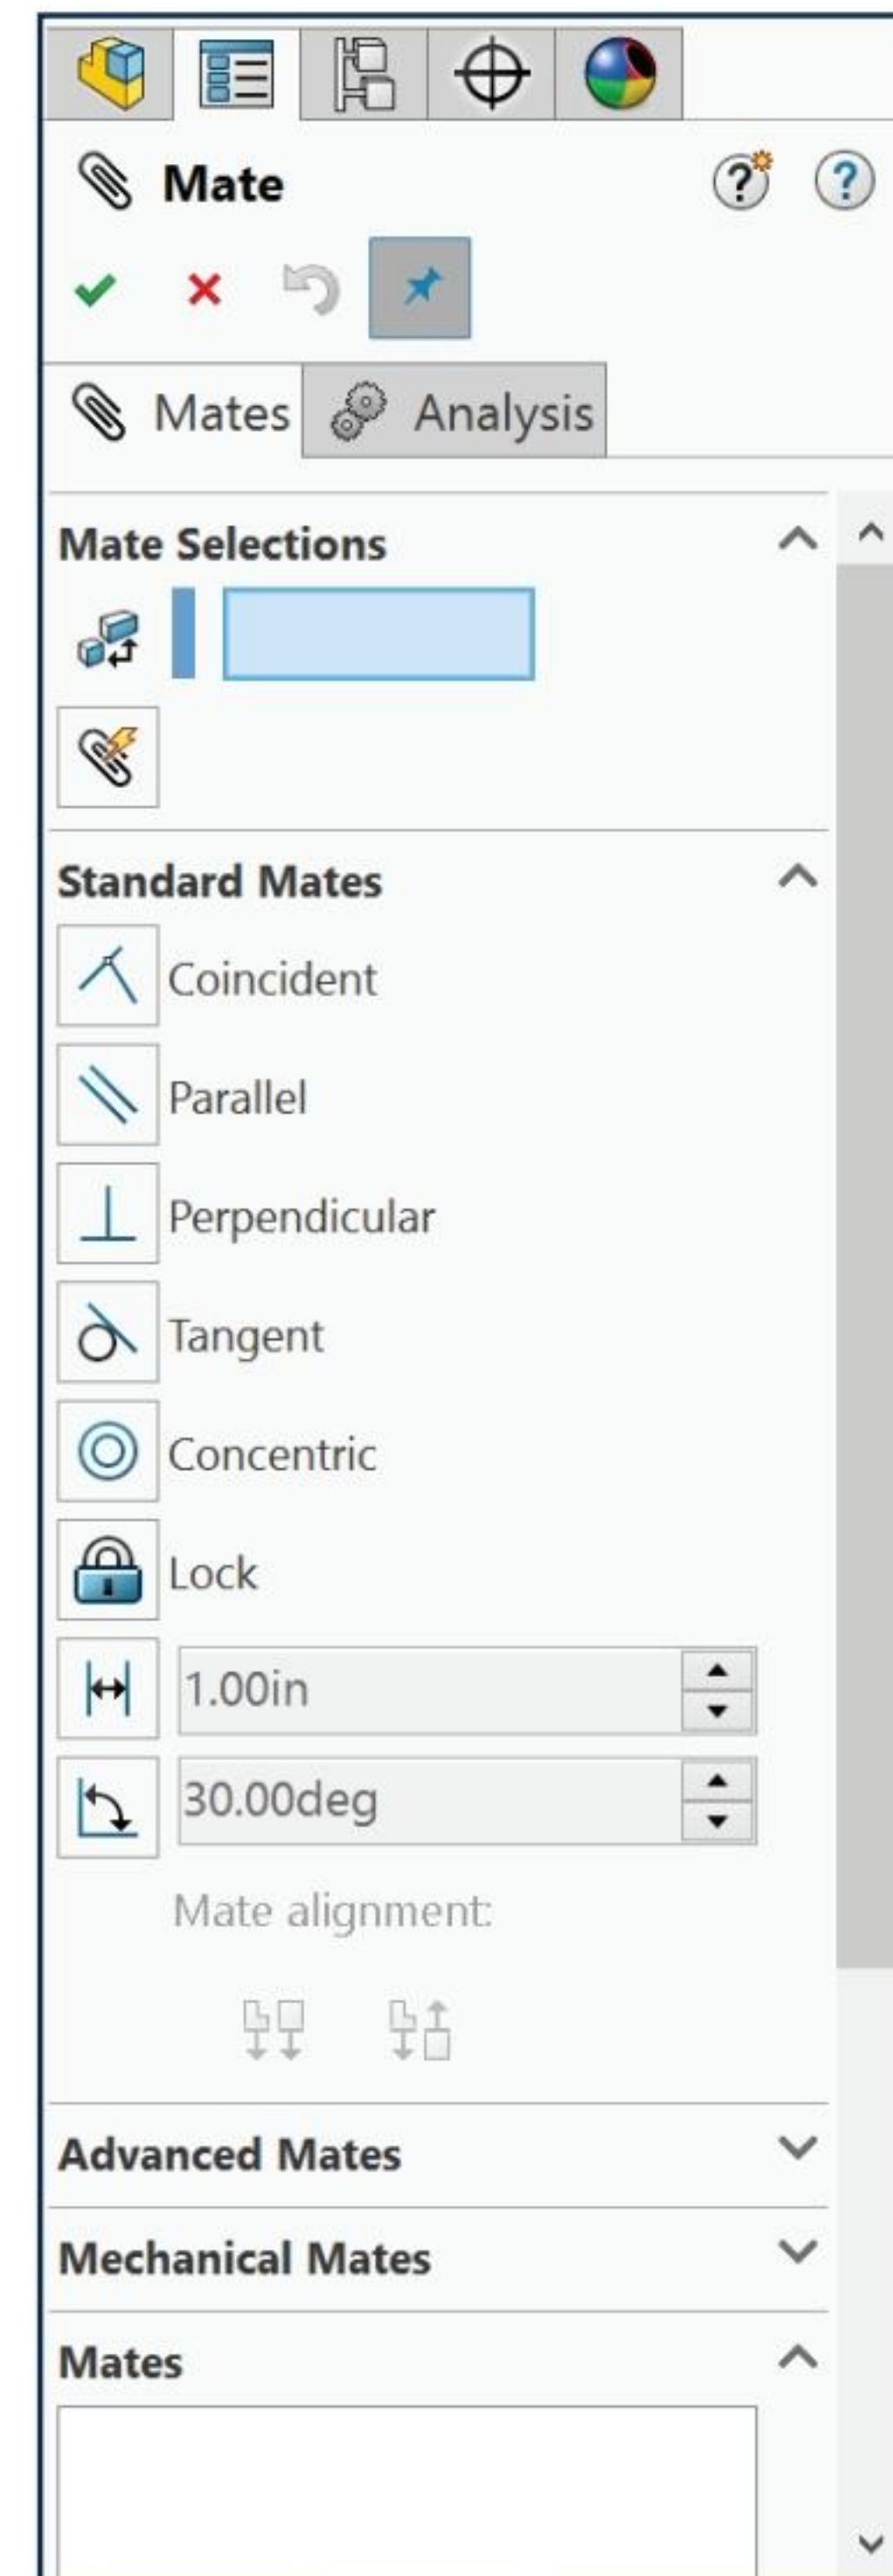 Mate
Mates Analysis
Mate Selections
Standard Mates
Coincident
Parallel
Perpendicular
Tangent
Concentric
Lock
1.00in
30.00deg
Mate alignment:
Advanced Mates
Mechanical Mates
Mates